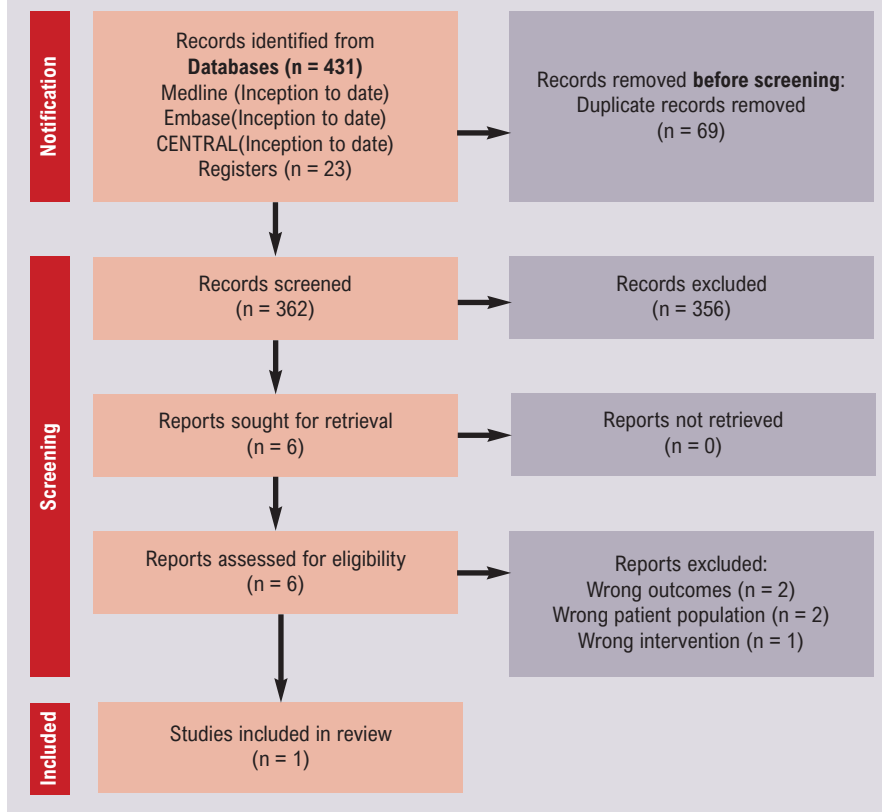 Notification
Records identified from
Databases (n = 431)
Medline (Inception to date)
Embase(Inception to date)
CENTRAL(Inception to date)
Registers (n = 23)
Records removed before screening:
Duplicate records removed
(n = 69)
Screening
Records screened
(n = 362)
Records excluded
(n = 356)
Reports sought for retrieval
(n = 6)
Reports not retrieved
(n = 0)
Reports assessed for eligibility
(n = 6)
Reports excluded:
Wrong outcomes (n = 2)
Wrong patient population (n = 2)
Wrong intervention (n = 1)
Included
Studies included in review
(n = 1)